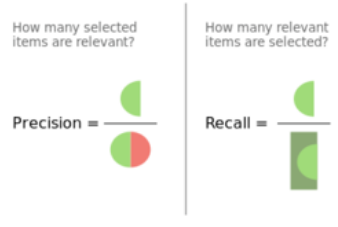 How many selected
items are relevant?
Precision =
How many relevant
items are selected?
Recall =